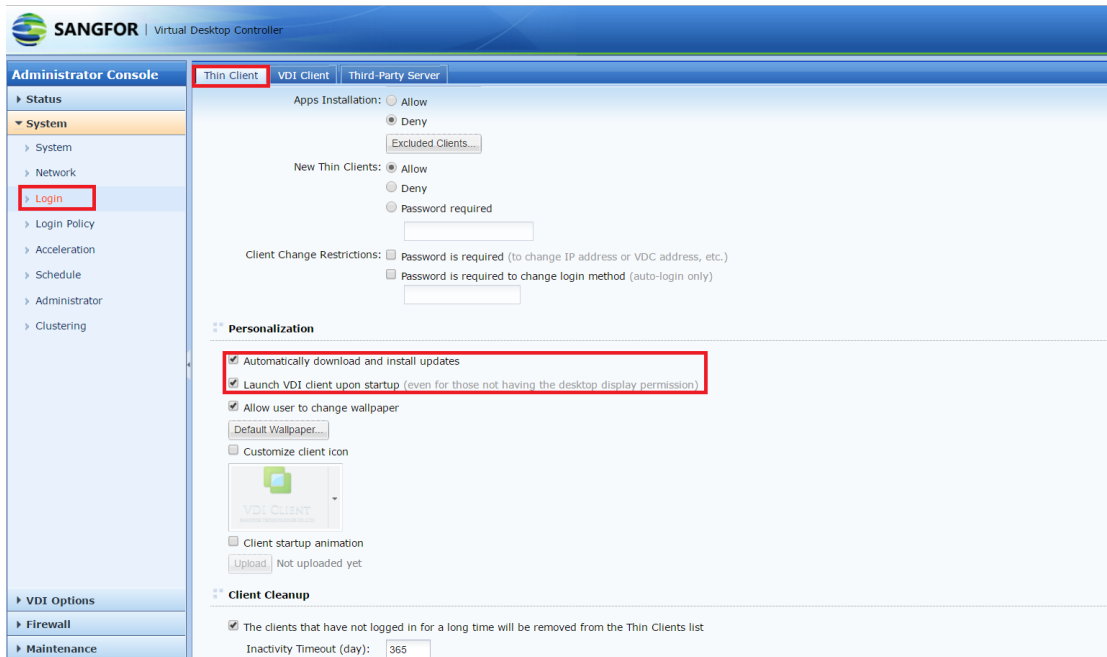 SANGFOR | Virtual Desktop Controller
Administrator Console
Status
System
System
Network
Login
Login Policy
Acceleration
Schedule
Administrator
Clustering
VDI Options
Firewall
Maintenance
Thin Client VDI Client Third-Party Server
Apps Installation: Allow
Deny
Excluded Clients...
New Thin Clients: Allow
Deny
Password required
Client Change Restrictions: Password is required (to change IP address or VDC address, etc.)
Password is required to change login method (auto-login only)
Personalization
Automatically download and install updates
Launch VDI client upon startup (even for those not having the desktop display permission)
Allow user to change wallpaper
Default Wallpaper...
Customize client icon
VDI CLIENT
Client startup animation
Upload Not uploaded yet
Client Cleanup
The clients that have not logged in for a long time will be removed from the Thin Clients list
Inactivity Timeout (day): 365